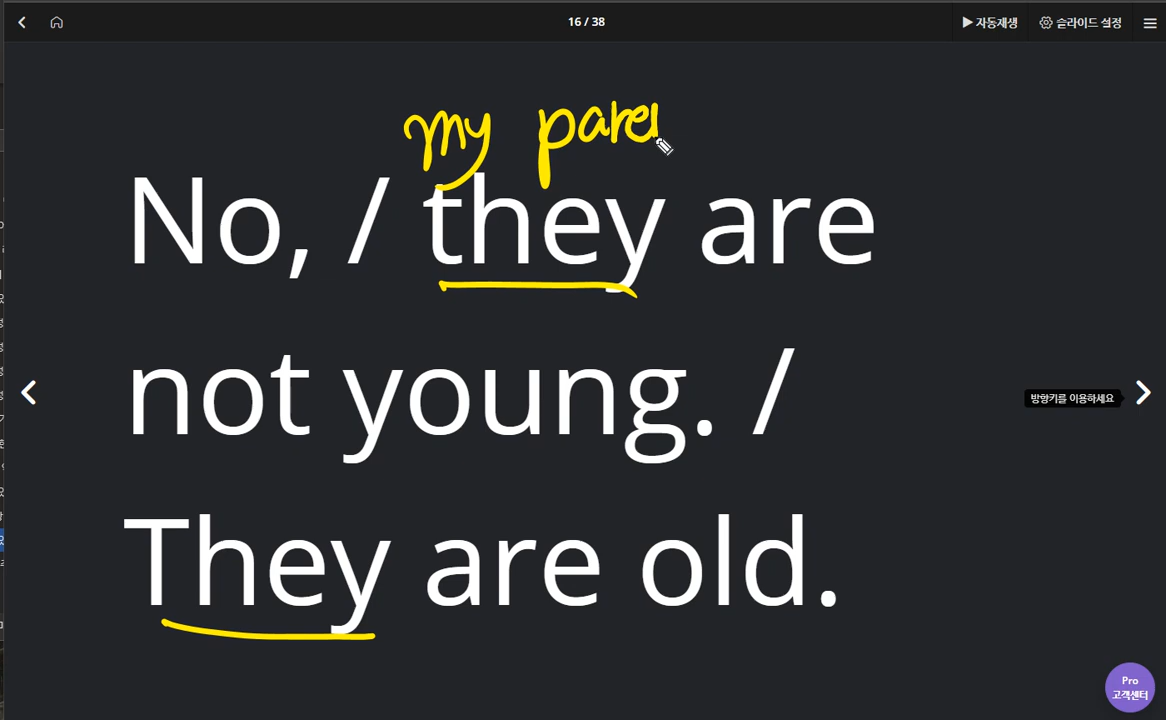 16 / 38
▶ 자동재생
슬라이드 설정
my pare
No, / they are
not young. /
방향키를 이용하세요
They are old.
Pro
고객센터